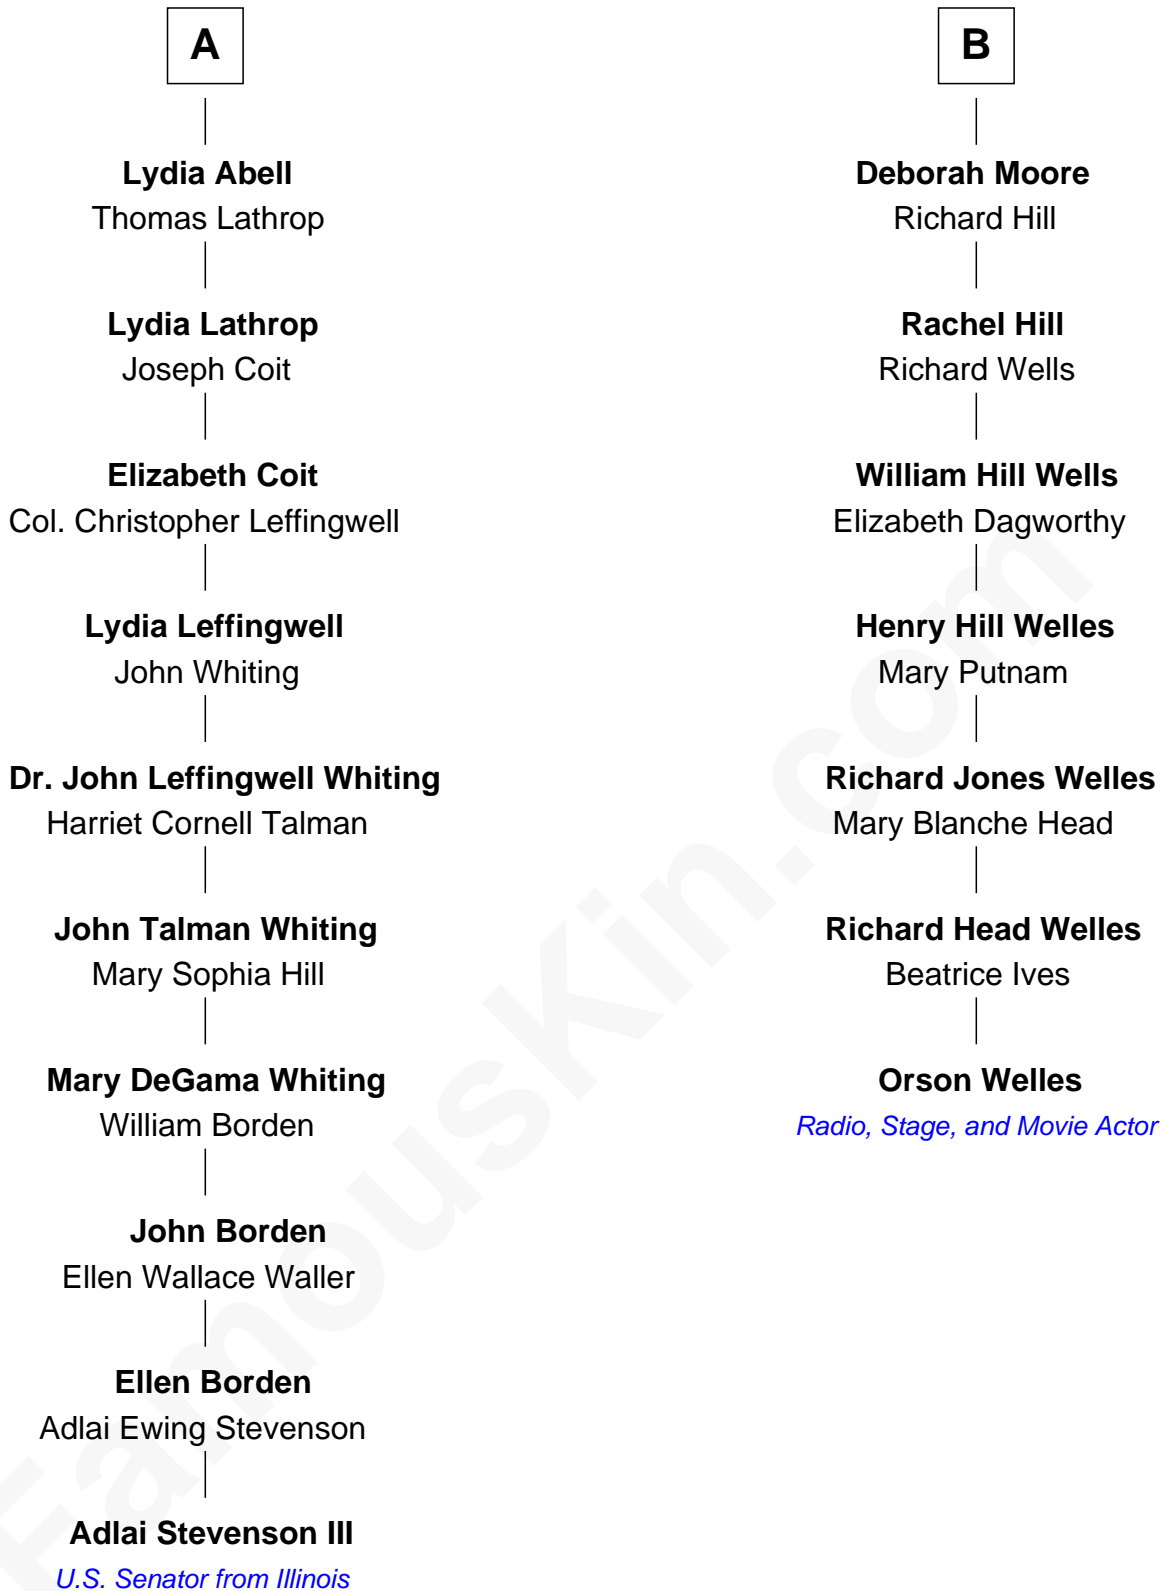 A
Lydia Abell
Thomas Lathrop
Lydia Lathrop
Joseph Coit
Elizabeth Coit
Col. Christopher Leffingwell
Lydia Leffingwell
John Whiting
Dr. John Leffingwell Whiting
Harriet Cornell Talman
John Talman Whiting
Mary Sophia Hill
Mary DeGama Whiting
William Borden
John Borden
Ellen Wallace Waller
Ellen Borden
Adlai Ewing Stevenson
Adlai Stevenson III
U.S. Senator from Illinois
B
Deborah Moore
Richard Hill
Rachel Hill
Richard Wells
William Hill Wells
Elizabeth Dagworthy
Henry Hill Welles
Mary Putnam
Richard Jones Welles
Mary Blanche Head
Richard Head Welles
Beatrice Ives
Orson Welles
Radio, Stage, and Movie Actor
FamousKin.com